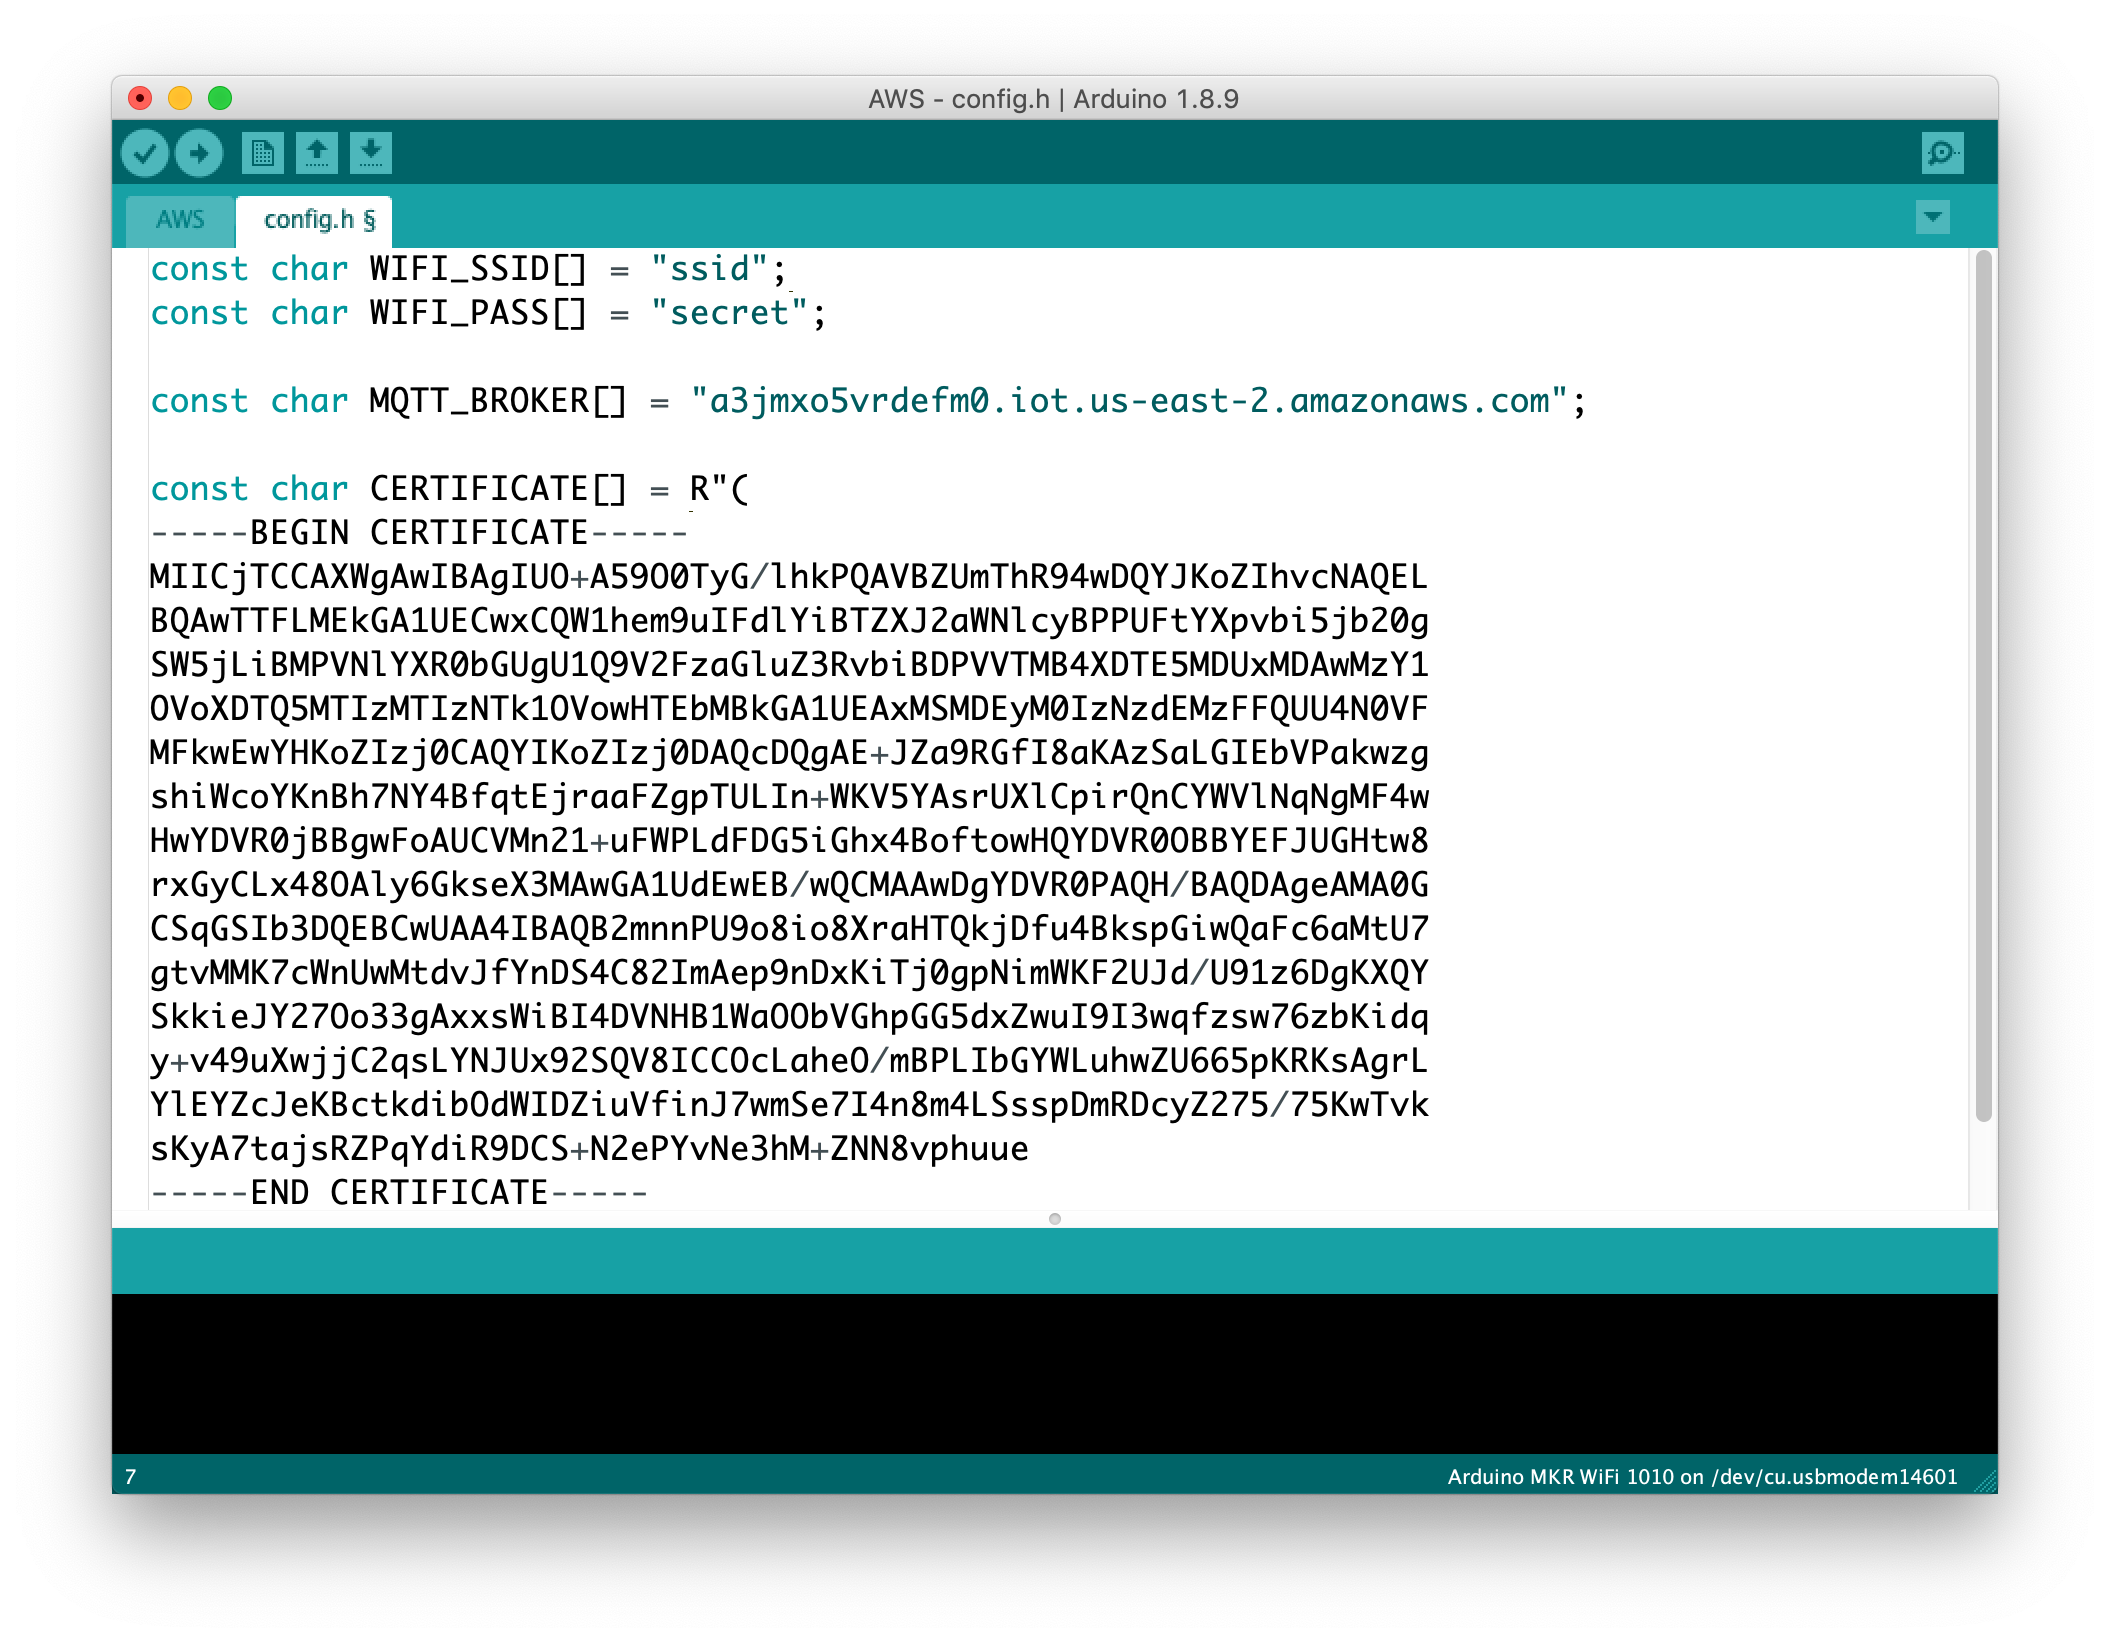 AWS - config.h | Arduino 1.8.9
AWS
config.h §
const char WIFI_SSID[] = "ssid";
const char WIFI_PASS[] = "secret";
const char MQTT_BROKER[] = "a3jmxo5vrdefm0.iot.us-east-2.amazonaws.com";
const char CERTIFICATE[] = R"(
-----BEGIN CERTIFICATE-----
MIICjTCCAXWgAwIBAgIUO+A59O0TyG/lhkPQAVBZUmThR94wDQYJKoZIhvcNAQEL
BQAwTTFLMEkGA1UECwxCQW1hem9uIFdlYiBTZXJ2aWNlcyBPPUFtYXpvbi5jb20g
SW5jLiBMPVNlYXR0bGUgU1Q9V2FzaGluZ3RvbiBDPVVTMB4XDTE5MDUxMDAwMzY1
OVoXDTQ5MTIzMTIzNTk1OVowHTEbMBkGA1UEAxMSMDEyM0IzNzdEMzFFQUU4N0VF
MFkwEwYHKoZIzj0CAQYIKoZIzj0DAQcDQgAE+JZa9RGfI8aKAzSaLGIEbVPakwzg
shiWcoYKnBh7NY4BfqtEjraaFZgpTULIn+WKV5YAsrUXlCpirQnCYWVlNqNgMF4w
HwYDVR0jBBgwFoAUCVMn21+uFWPLdFDG5iGhx4BoftowHQYDVR0OBBYEFJUGHtw8
rxGyCLx48OAly6GkseX3MAwGA1UdEwEB/wQCMAAwDgYDVR0PAQH/BAQDAgeAMA0G
CSqGSIb3DQEBCwUAA4IBAQB2mnnPU9o8io8XraHTQkjDfu4BkspGiwQaFc6aMtU7
gtvMMK7cWnUwMtdvJfYnDS4C82ImAep9nDxKiTj0gpNimWKF2UJd/U91z6DgKXQY
SkkieJY27Oo33gAxxsWiBI4DVNHB1WaOObVGhpGG5dxZwuI9I3wqfzsw76zbKidq
y+v49uXwjjC2qsLYNJUx92SQV8ICCOcLaheO/mBPLIbGYWLuhwZU665pKRKsAgrL
YlEYZcJeKBctkdibOdWIDZiuVfinJ7wmSe7I4n8m4LSsspDmRDcyZ275/75KwTvk
sKyA7tajsRZPqYdiR9DCS+N2ePYvNe3hM+ZNN8vphuue
-----END CERTIFICATE-----
7
Arduino MKR WiFi 1010 on /dev/cu.usbmodem14601